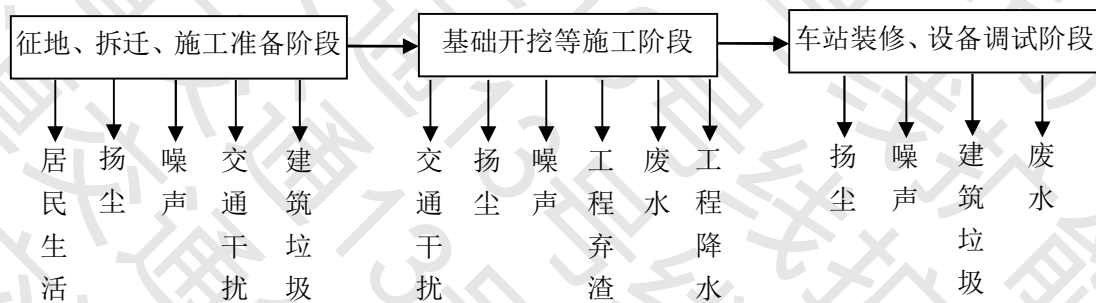 征地、拆迁、施工准备阶段
基础开挖等施工阶段
车站装修、设备调试阶段
居民生活
扬尘
噪声
交通干扰
建筑垃圾
交通干扰
扬尘
噪声
工程弃渣
废水
工程降水
扬尘
噪声
建筑垃圾
废水